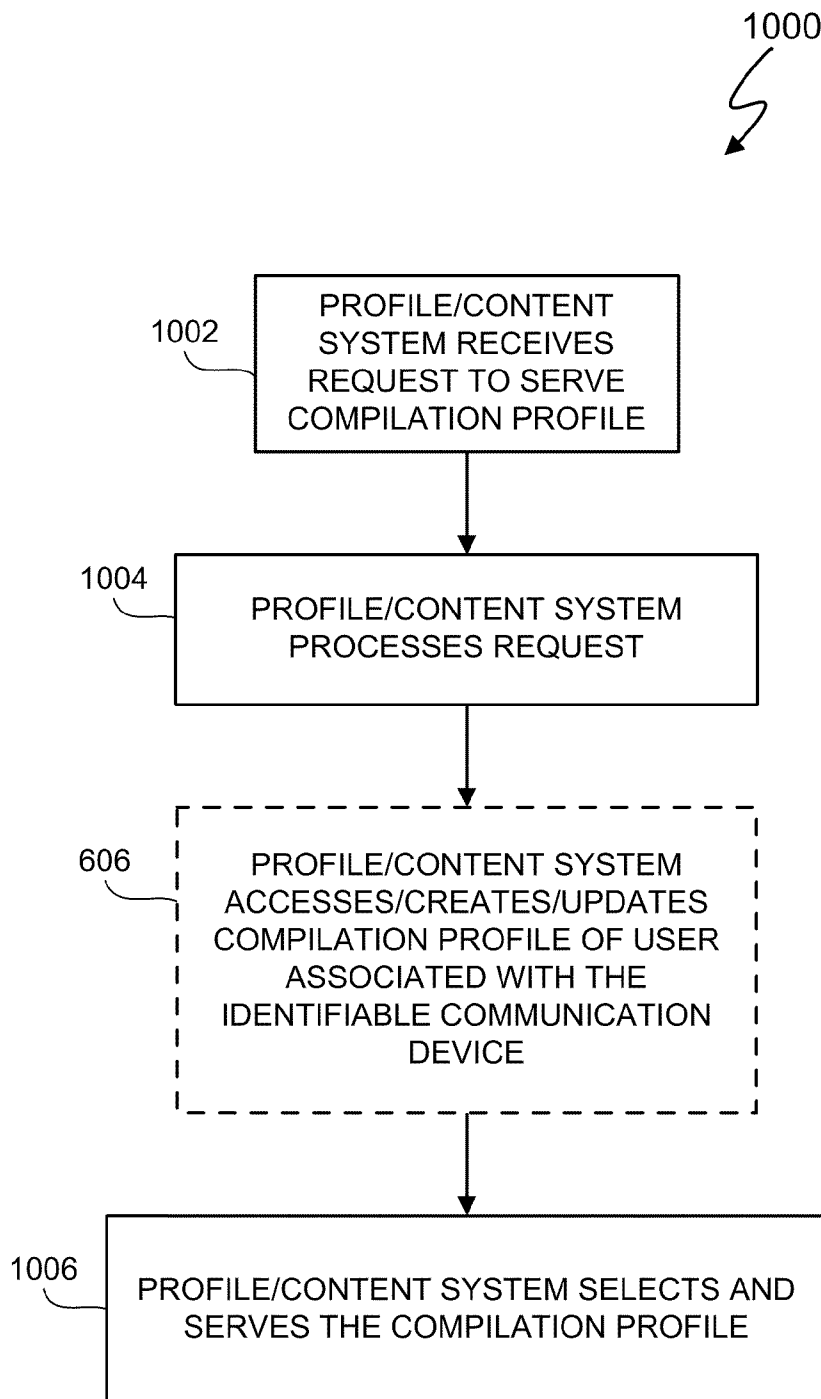 1000
1002
PROFILE/CONTENT
SYSTEM RECEIVES
REQUEST TO SERVE
COMPILATION PROFILE
1004
PROFILE/CONTENT SYSTEM
PROCESSES REQUEST
606
PROFILE/CONTENT SYSTEM
ACCESSES/CREATES/UPDATES
COMPILATION PROFILE OF USER
ASSOCIATED WITH THE
IDENTIFIABLE COMMUNICATION
DEVICE
1006
PROFILE/CONTENT SYSTEM SELECTS AND
SERVES THE COMPILATION PROFILE